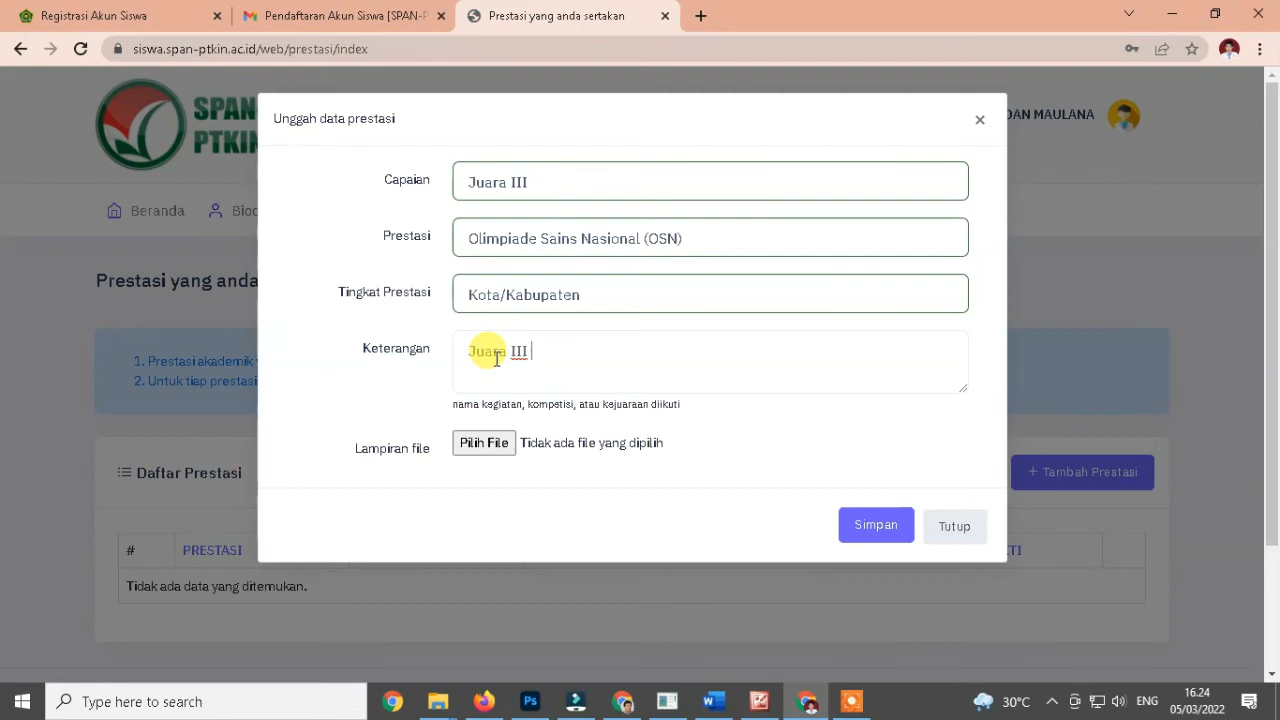 Registrasi Akun Siswa
Pendaftaran Akun Siswa [SPAN-P
Prestasi yang anda sertakan
siswa.span-ptkin.ac.id/web/prestasi/index
SPAN
PTKIN
DAN MAULANA
Unggah data prestasi
Beranda
Biod
Capaian
Juara III
Prestasi
Olimpiade Sains Nasional (OSN)
Tingkat Prestasi
Kota/Kabupaten
Keterangan
Juara III
nama kegiatan, kompetisi, atau kejuaraan diikuti
Lampiran file
Pilih File Tidak ada file yang dipilih
Simpan
Tutup
Prestasi yang anda
1. Prestasi akademik
2. Untuk tiap prestasi
Daftar Prestasi
+ Tambah Prestasi
# PRESTASI
TI
Tidak ada data yang ditemukan.
Type here to search
30°C
ENG
16.24
05/03/2022